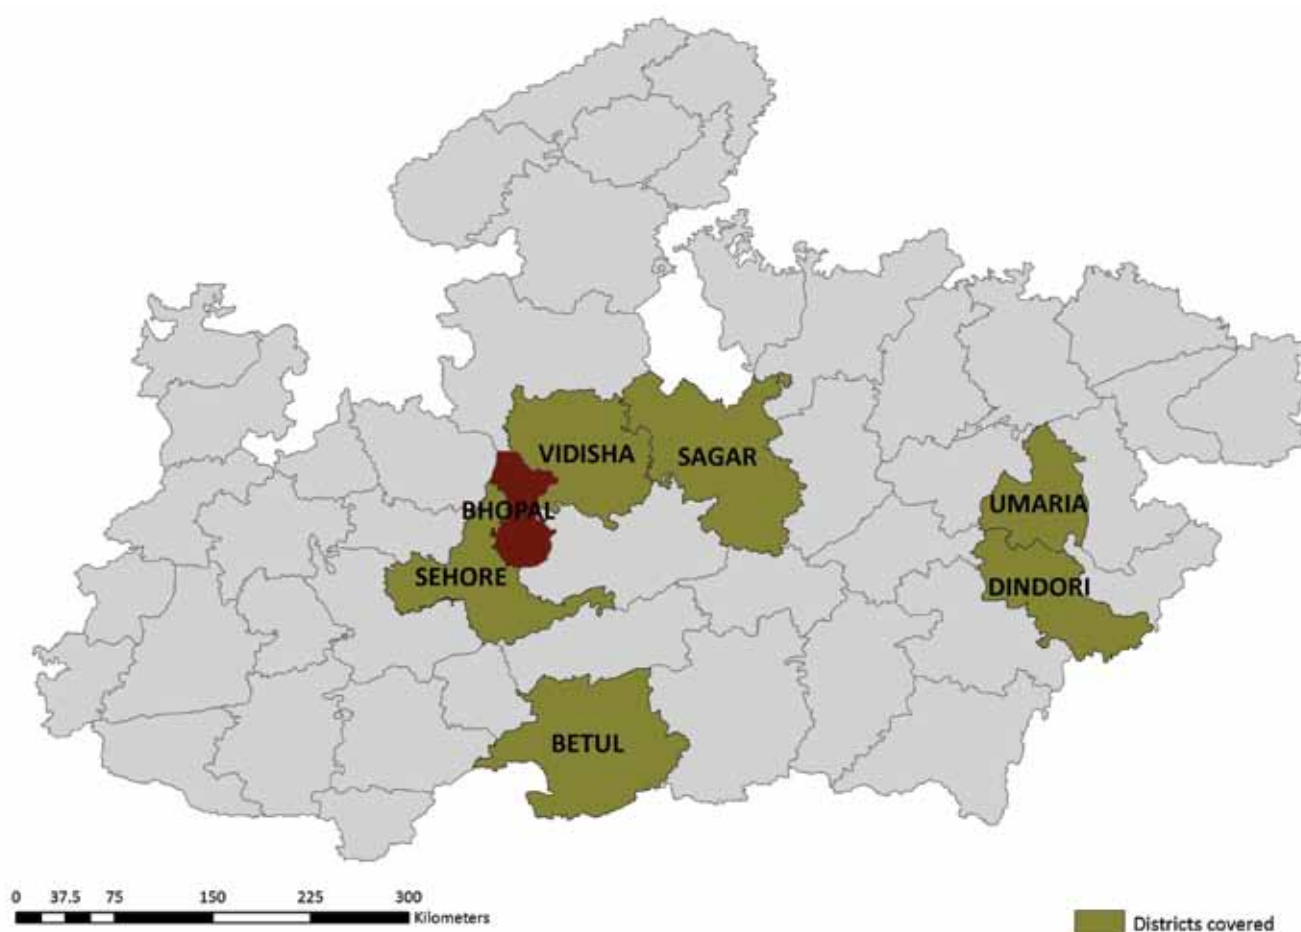 VIDISHA
SAGAR
BHOPAL
UMARIA
SEHORE
DINDORI
BETUL
0 37.5 75 150 225 300
Kilometers
Districts covered